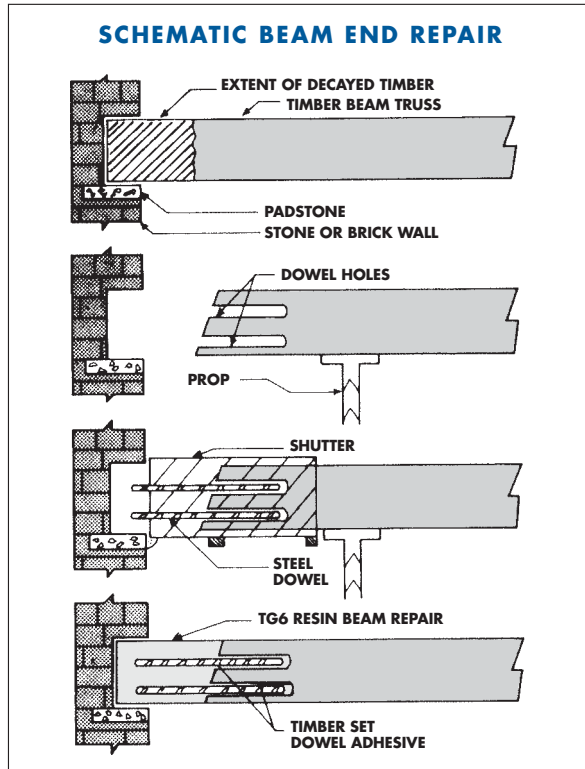 SCHEMATIC BEAM END REPAIR
EXTENT OF DECAYED TIMBER
TIMBER BEAM TRUSS
PADSTONE
STONE OR BRICK WALL
DOWEL HOLES
PROP
SHUTTER
STEEL
DOWEL
TG6 RESIN BEAM REPAIR
TIMBER SET
DOWEL ADHESIVE